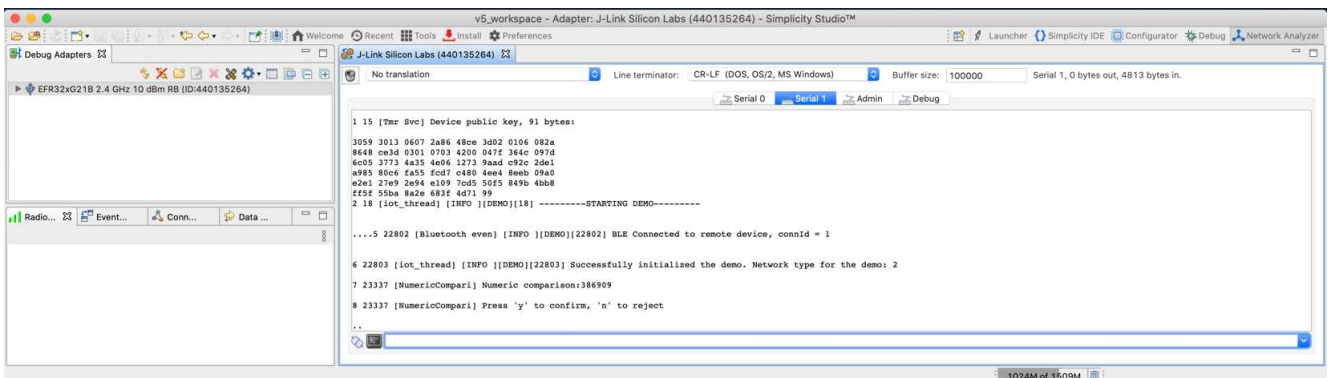 v5_workspace - Adapter: J-Link Silicon Labs (440135264) - Simplicity Studio™
Welcome Recent Tools Install Preferences
Launcher Simplicity IDE Configurator Debug Network Analyzer
Debug Adapters
EFR32xG21B 2.4 GHz 10 dBm RB (ID:440135264)
Radio... Event... Conn... Data ...
J-Link Silicon Labs (440135264)
No translation Line terminator: CR-LF (DOS, OS/2, MS Windows) Buffer size: 100000 Serial 1, 0 bytes out, 4813 bytes in.
Serial 0 Serial 1 Admin Debug
1 15 [Tmr Svc] Device public key, 91 bytes:
3059 3013 0607 2a86 48ce 3d02 0106 082a
8648 ce3d 0301 0703 4200 047f 364c 097d
6c05 3773 4a35 4e06 1273 9aad c92c 2de1
a985 80c6 fa55 fcd7 c480 4ee4 8eeb 09a0
e2e1 27e9 2e94 e109 7cd5 50f5 849b 4bb8
ff5f 55ba 8a2e 683f 4d71 99
2 18 [iot_thread] [INFO ][DEMO][18] ---------STARTING DEMO---------
....5 22802 [Bluetooth even] [INFO ][DEMO][22802] BLE Connected to remote device, connId = 1
6 22803 [iot_thread] [INFO ][DEMO][22803] Successfully initialized the demo. Network type for the demo: 2
7 23337 [NumericCompari] Numeric comparison:386909
8 23337 [NumericCompari] Press 'y' to confirm, 'n' to reject
..
1024M of 1509M